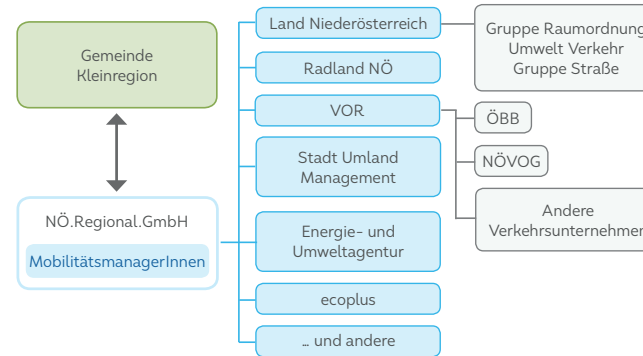 Gemeinde
Kleinregion
NÖ.Regional.GmbH
MobilitätsmanagerInnen
Land Niederösterreich
Radland NÖ
VOR
Stadt Umland
Management
Energie- und
Umweltagentur
ecoplus
... und andere
Gruppe Raumordnung
Umwelt Verkehr
Gruppe Straße
ÖBB
NÖVOG
Andere
Verkehrsunternehmen